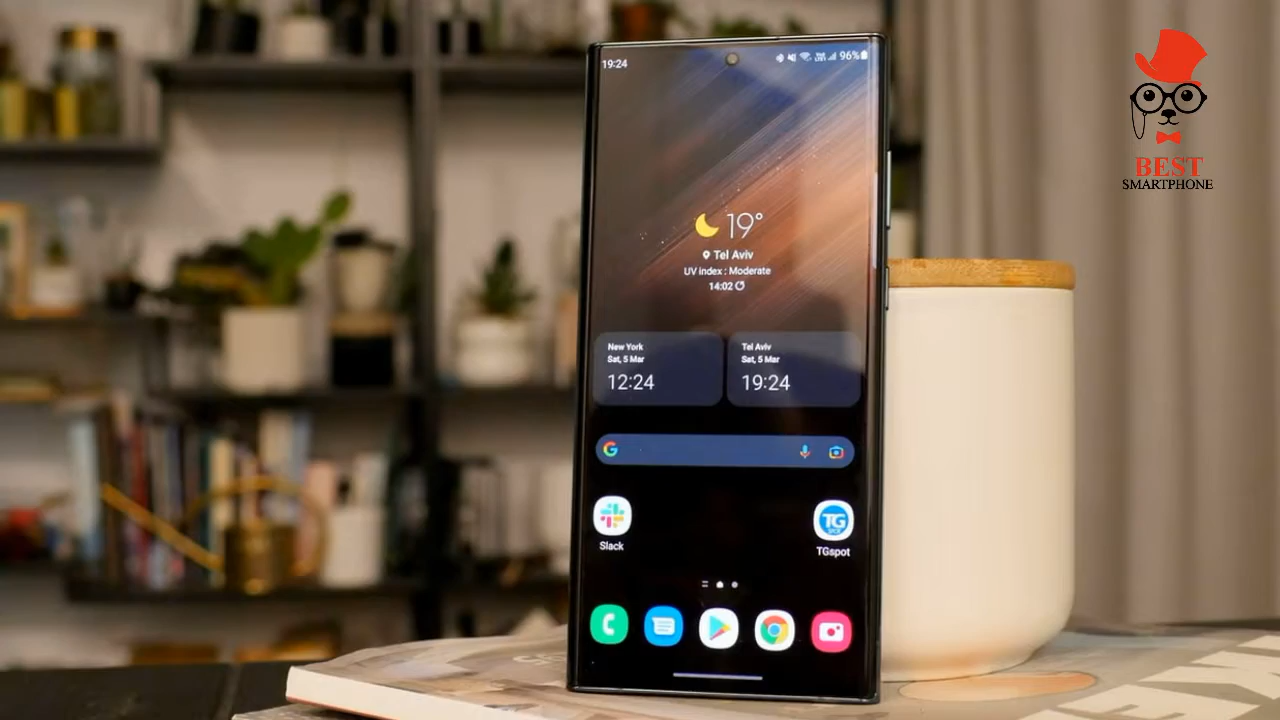 19:24
96%
19°
Tel Aviv
UV index : Moderate
14:02
New York
Sat, 5 Mar
12:24
Tel Aviv
Sat, 5 Mar
19:24
Slack
TG
TGspot
BEST
SMARTPHONE